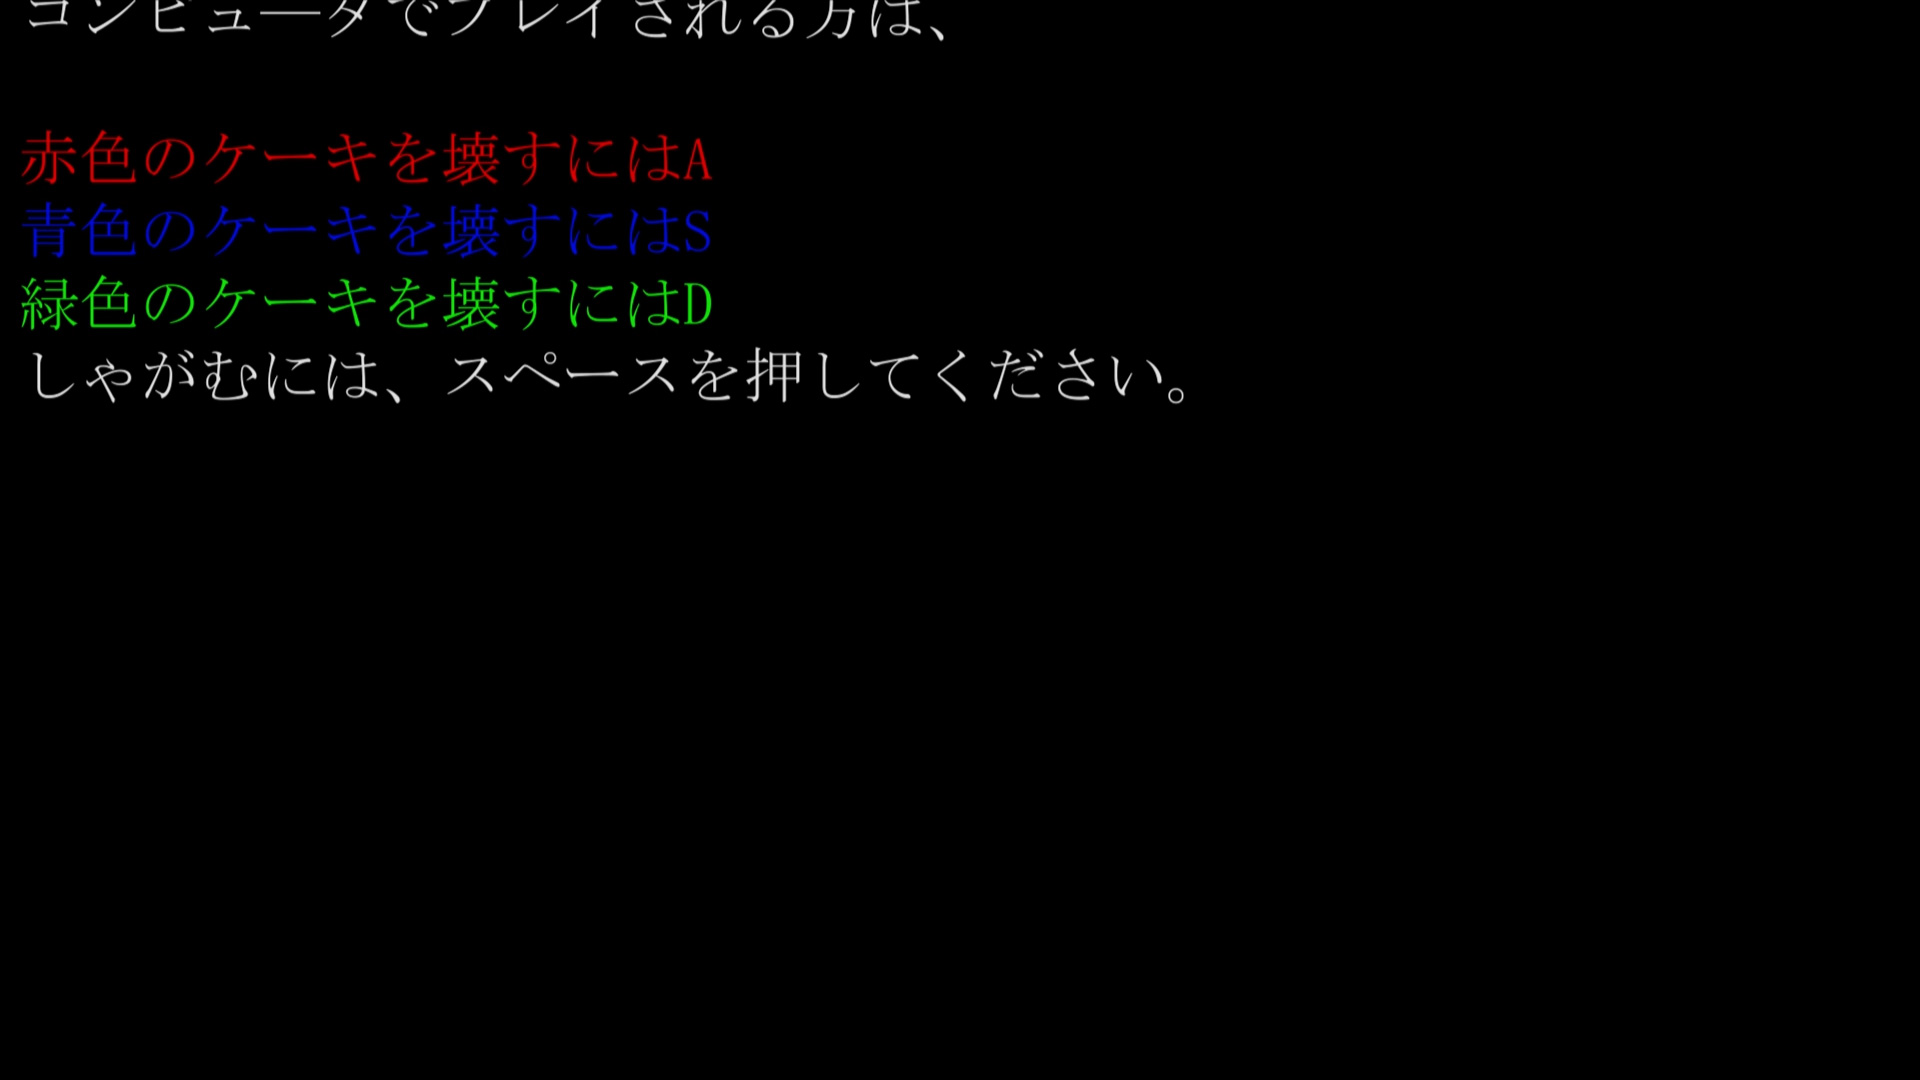 コンピュ―タでプレイされる方は、
赤色のケーキを壊すにはA
青色のケーキを壊すにはS
緑色のケーキを壊すにはD
しゃがむには、スペースを押してください。